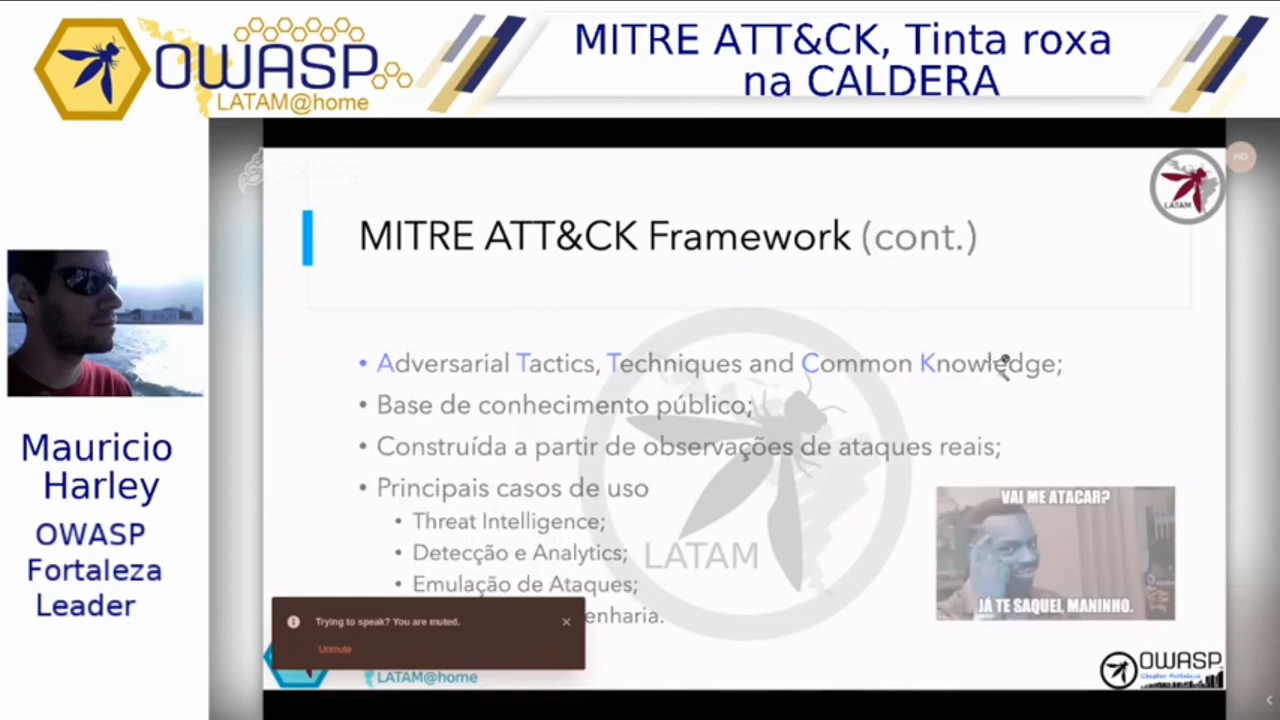 OWASP
LATAM@home
MITRE ATT&CK, Tinta roxa
na CALDERA
HD
LATAM
MITRE ATT&CK Framework (cont.)
• Adversarial Tactics, Techniques and Common Knowledge;
• Base de conhecimento público;
• Construída a partir de observações de ataques reais;
• Principais casos de uso
• Threat Intelligence;
• Detecção e Analytics;
• Emulação de Ataques;
enharia.
LATAM
VAI ME ATACAR?
JÁ TE SAQUEI, MANINHO.
Mauricio
Harley
OWASP
Fortaleza
Leader
Trying to speak? You are muted.
Unmute
LATAM@home
OWASP
Chapter Fortaleza